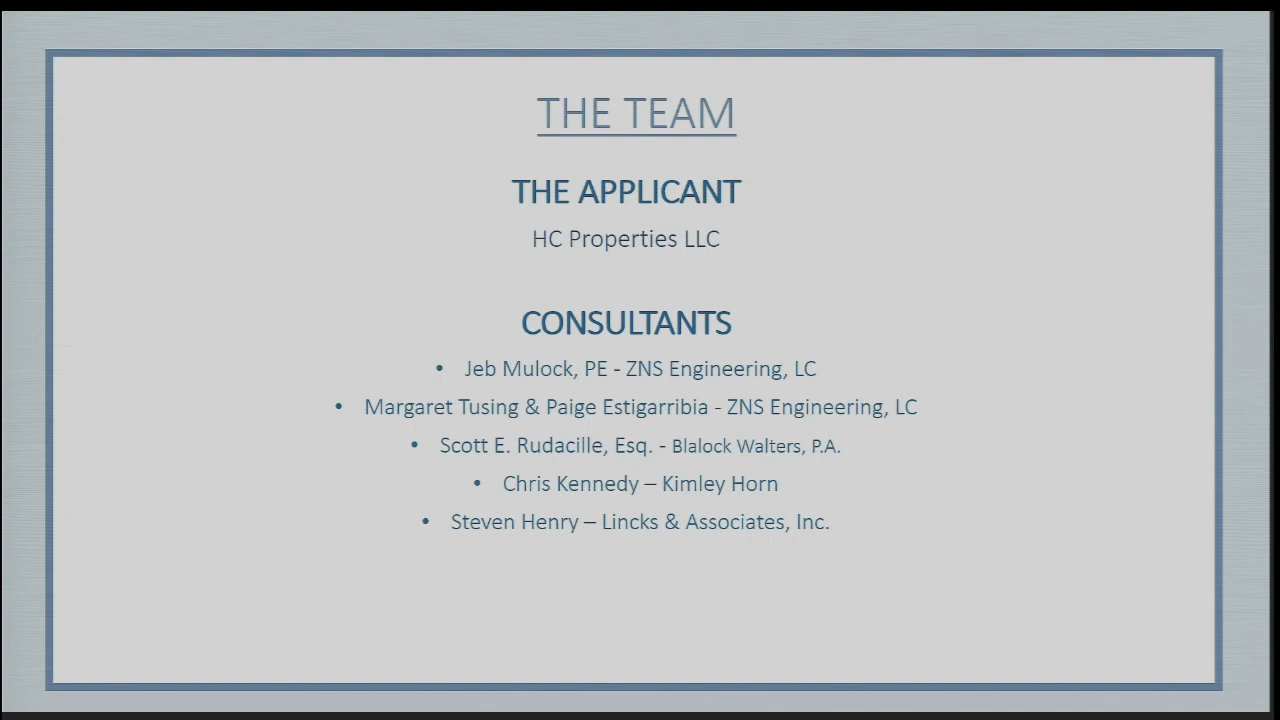 THE TEAM
THE APPLICANT
HC Properties LLC
CONSULTANTS
• Jeb Mulock, PE - ZNS Engineering, LC
• Margaret Tusing & Paige Estigarribia - ZNS Engineering, LC
• Scott E. Rudacille, Esq. - Blalock Walters, P.A.
• Chris Kennedy – Kimley Horn
• Steven Henry – Lincks & Associates, Inc.